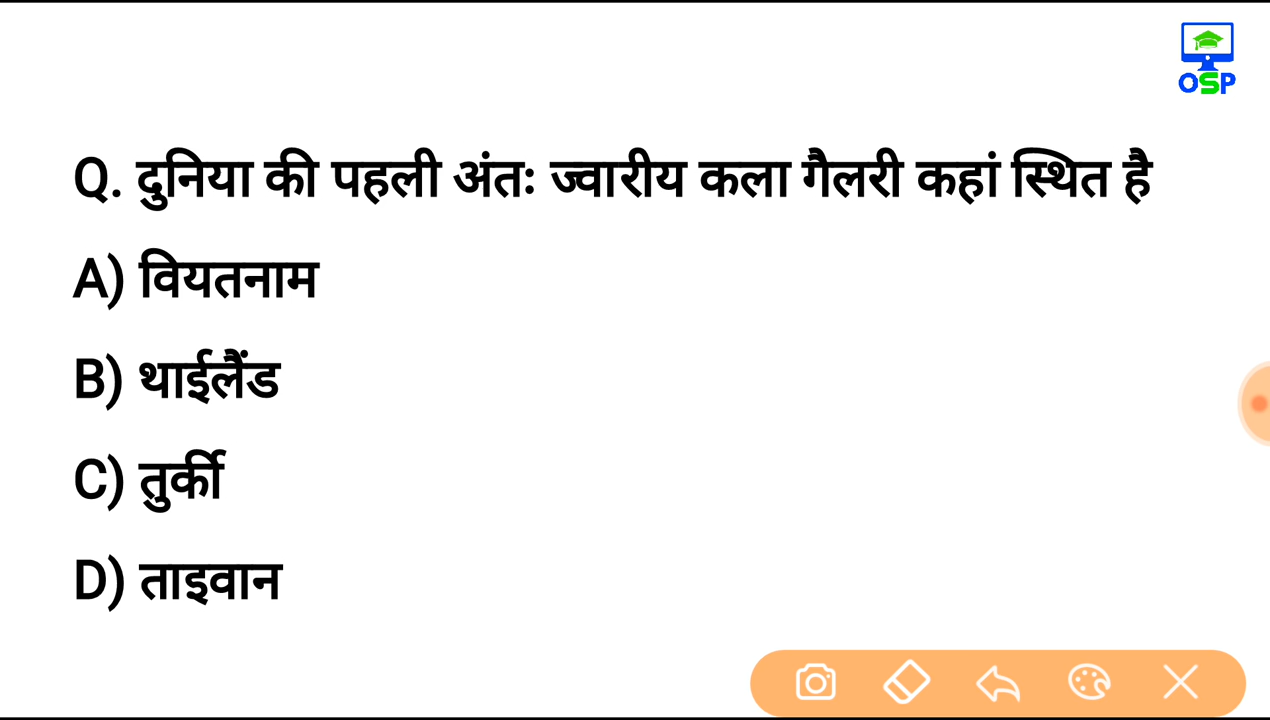 OSP
Q. दुनिया की पहली अंतः ज्वारीय कला गैलरी कहां स्थित है
A) वियतनाम
B) थाईलैंड
C) तुर्की
D) ताइवान